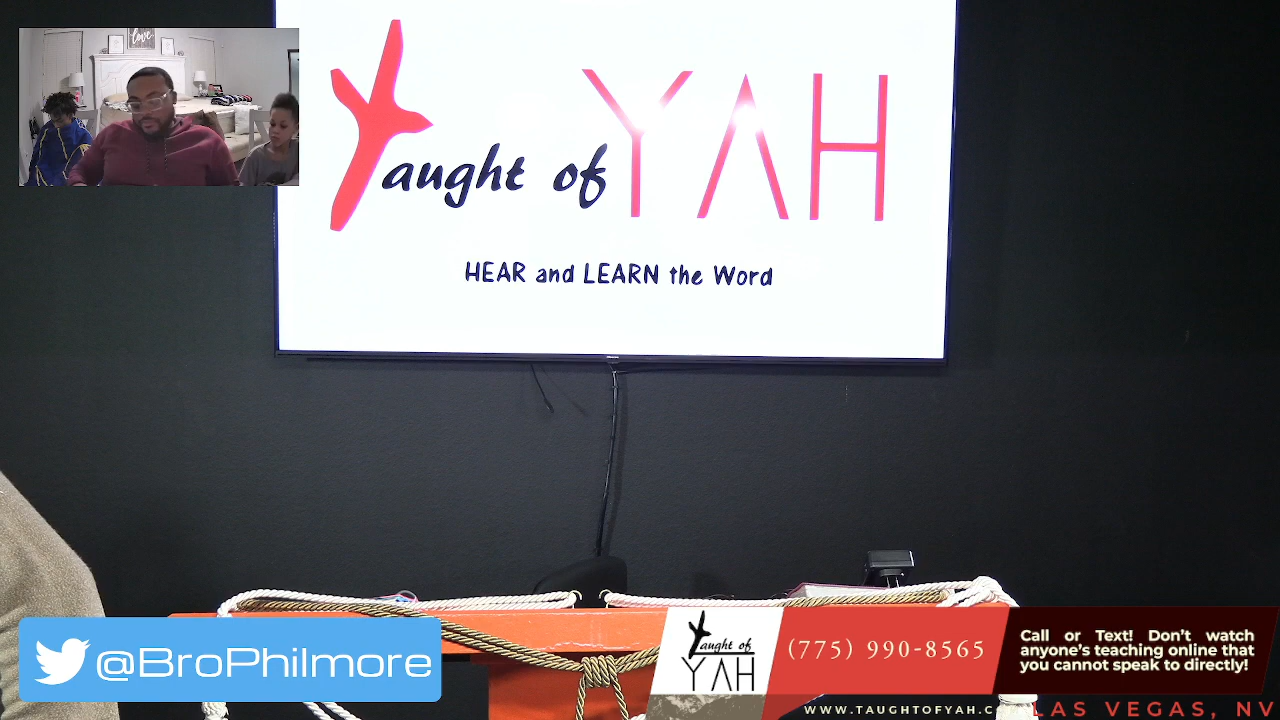 love
Taught of YAH
HEAR and LEARN the Word
@BroPhilmore
Taught of
YAH
(775) 990-8565
Call or Text! Don't watch
anyone's teaching online that
you cannot speak to directly!
WWW.TAUGHTOFYAH.C
LAS VEGAS, NV